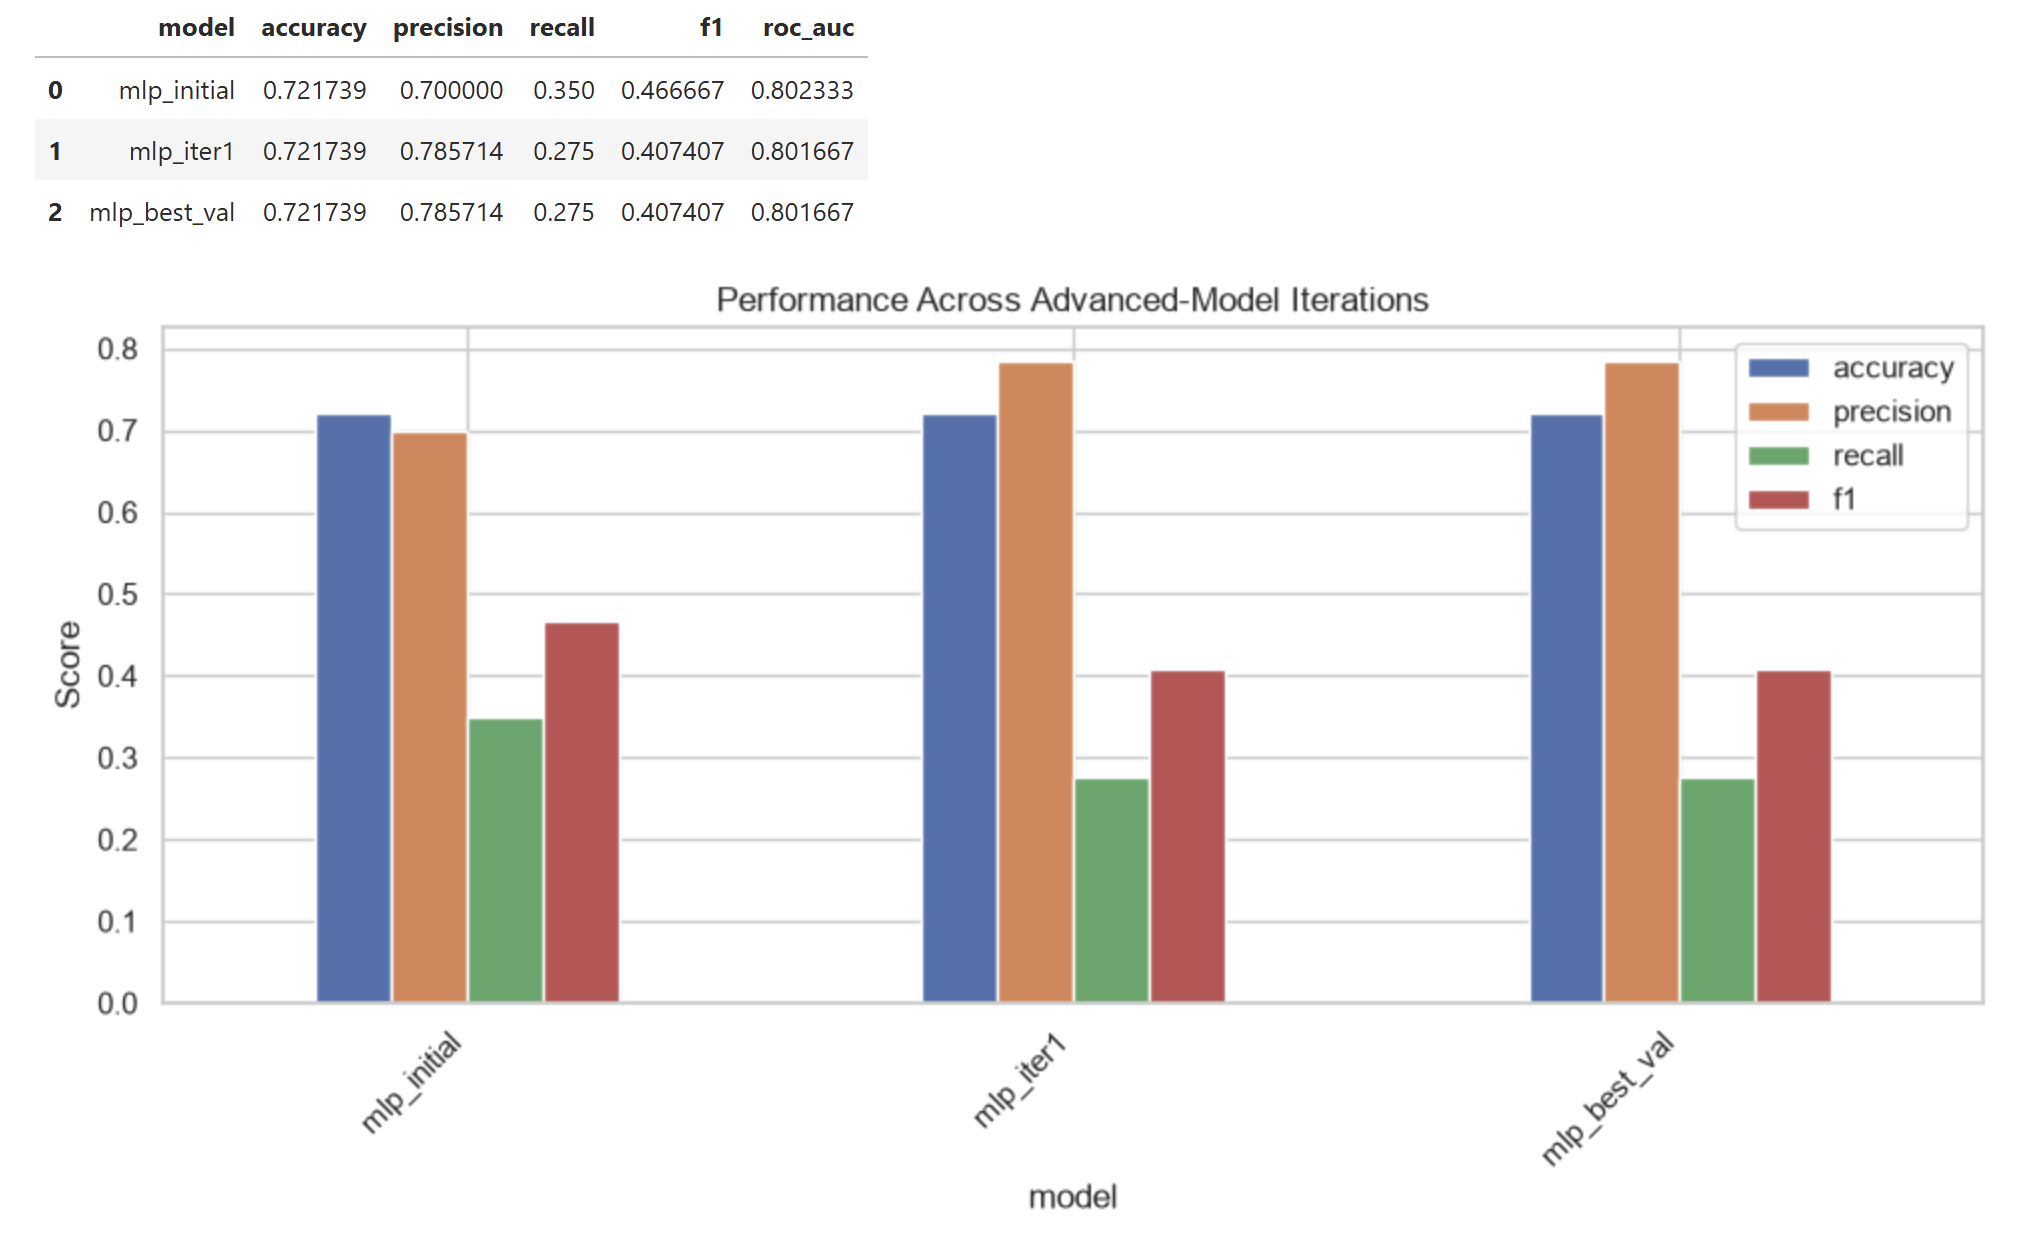 model accuracy precision recall f1 roc_auc
0 mlp_initial 0.721739 0.700000 0.350 0.466667 0.802333
1 mlp_iter1 0.721739 0.785714 0.275 0.407407 0.801667
2 mlp_best_val 0.721739 0.785714 0.275 0.407407 0.801667
Performance Across Advanced-Model Iterations
0.8
0.7
0.6
0.5
0.4
0.3
0.2
0.1
0.0
Score
accuracy
precision
recall
f1
mlp_initial
mlp_iter1
mlp_best_val
model